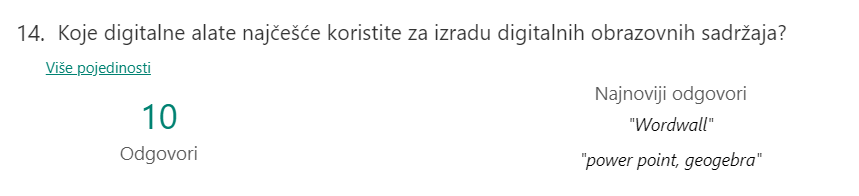 14. Koje digitalne alate najčešće koristite za izradu digitalnih obrazovnih sadržaja?
Više pojedinosti
10
Odgovori
Najnoviji odgovori
"Wordwall"
"power point, geogebra"